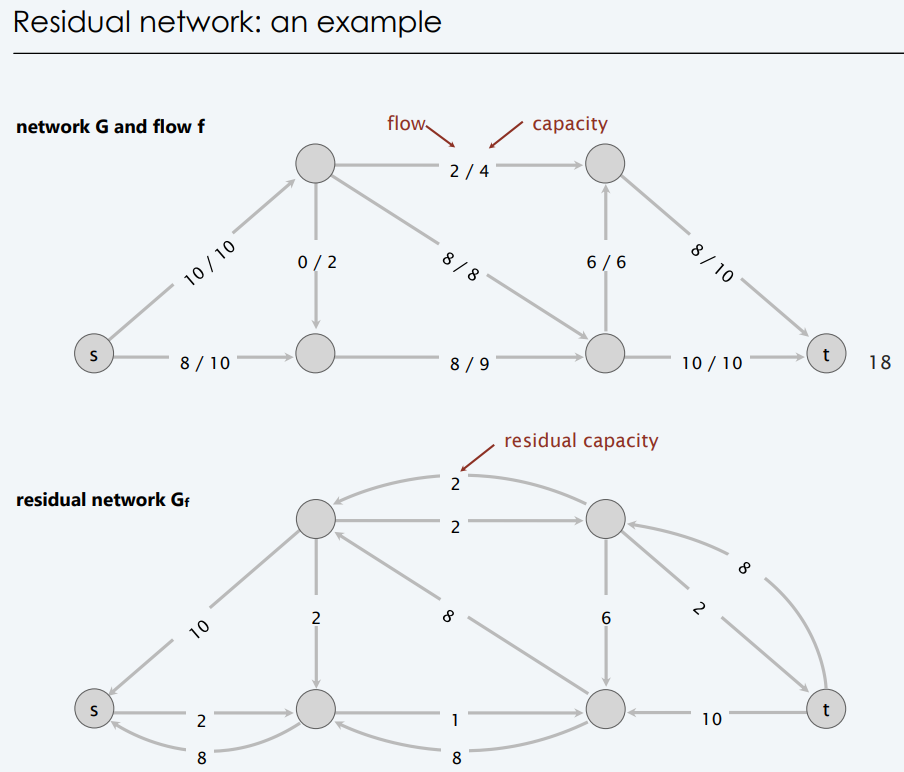 Residual network: an example
network G and flow f
flow
capacity
2 / 4
10 / 10
0 / 2
8 / 8
6 / 6
8 / 10
s
8 / 10
8 / 9
10 / 10
t
18
residual capacity
residual network Gf
2
2
8
10
2
8
6
2
s
2
1
10
t
8
8